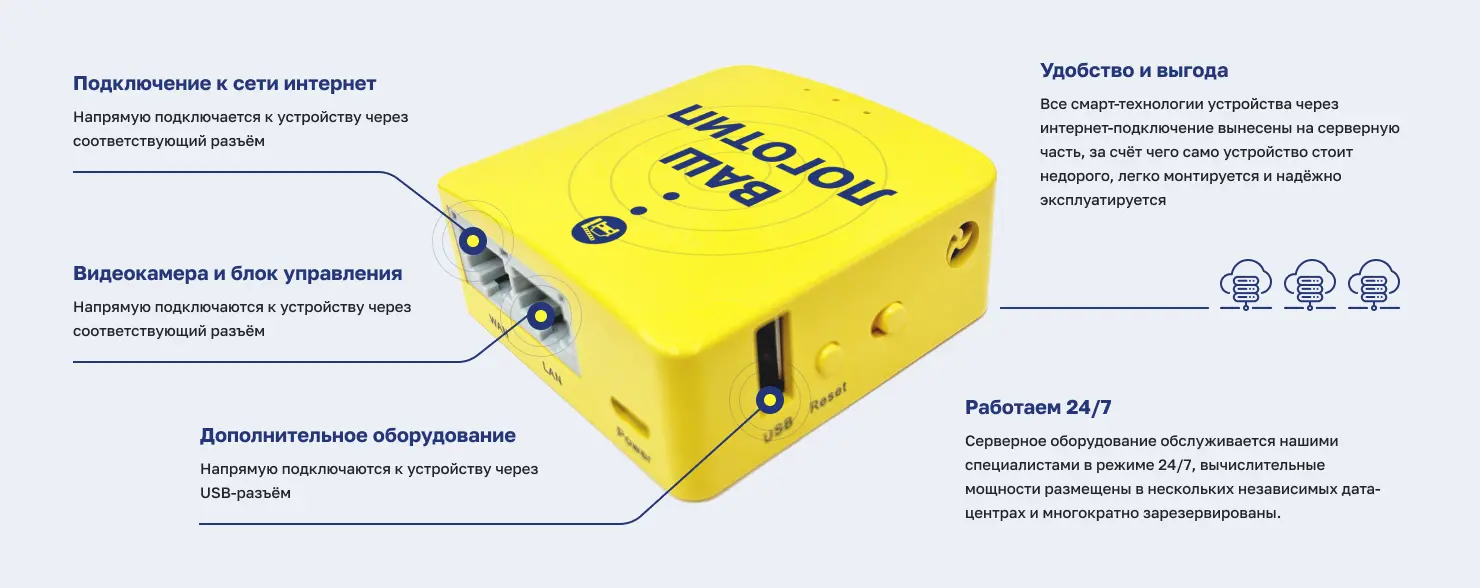 Подключение к сети интернет
Напрямую подключается к устройству через
соответствующий разъём
Видеокамера и блок управления
Напрямую подключаются к устройству через
соответствующий разъём
Дополнительное оборудование
Напрямую подключаются к устройству через
USB-разъём
ВАШ
ЛОГОТИП
WAN
LAN
Power
USB
Reset
Удобство и выгода
Все смарт-технологии устройства через
интернет-подключение вынесены на серверную
часть, за счёт чего само устройство стоит
недорого, легко монтируется и надёжно
эксплуатируется
Работаем 24/7
Серверное оборудование обслуживается нашими
специалистами в режиме 24/7, вычислительные
мощности размещены в нескольких независимых дата-
центрах и многократно зарезервированы.